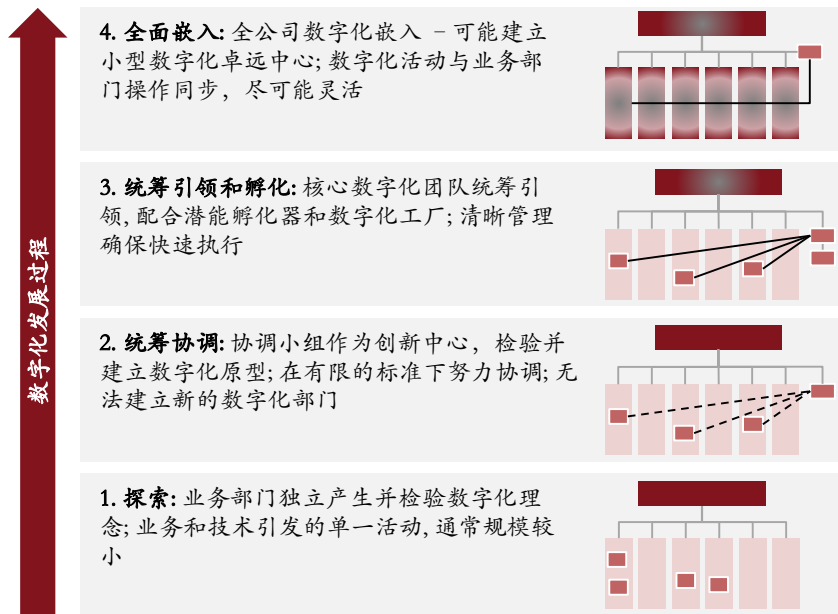 数字化发展过程
4. 全面嵌入: 全公司数字化嵌入 – 可能建立
小型数字化卓远中心; 数字化活动与业务部
门操作同步，尽可能灵活
3. 统筹引领和孵化: 核心数字化团队统筹引
领, 配合潜能孵化器和数字化工厂; 清晰管理
确保快速执行
2. 统筹协调: 协调小组作为创新中心，检验并
建立数字化原型; 在有限的标准下努力协调; 无
法建立新的数字化部门
1. 探索: 业务部门独立产生并检验数字化理
念; 业务和技术引发的单一活动, 通常规模较
小